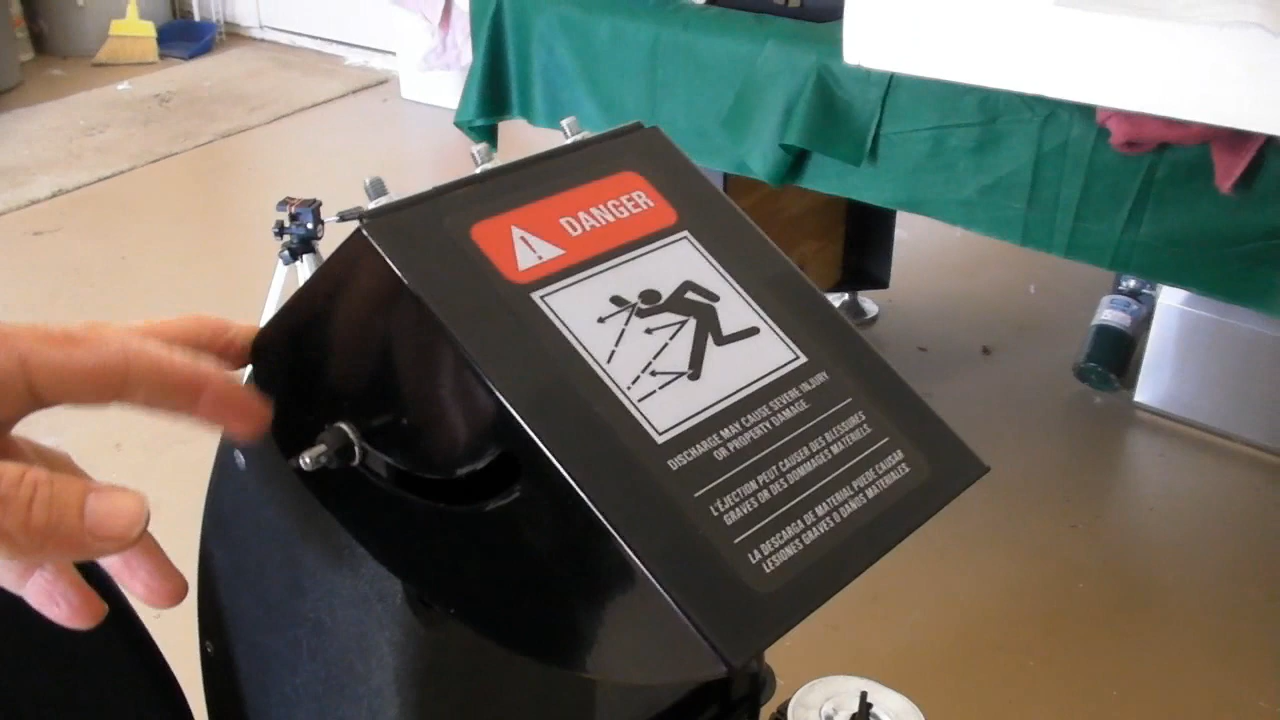 DANGER
DISCHARGE MAY CAUSE SEVERE INJURY
OR PROPERTY DAMAGE.
L'ÉJECTION PEUT CAUSER DES BLESSURES
GRAVES OR DES DOMMAGES MATÉRIELS.
LA DESCARGA DE MATERIAL PUEDE CAUSAR
LESIONES GRAVES O DAÑOS MATERIALES.